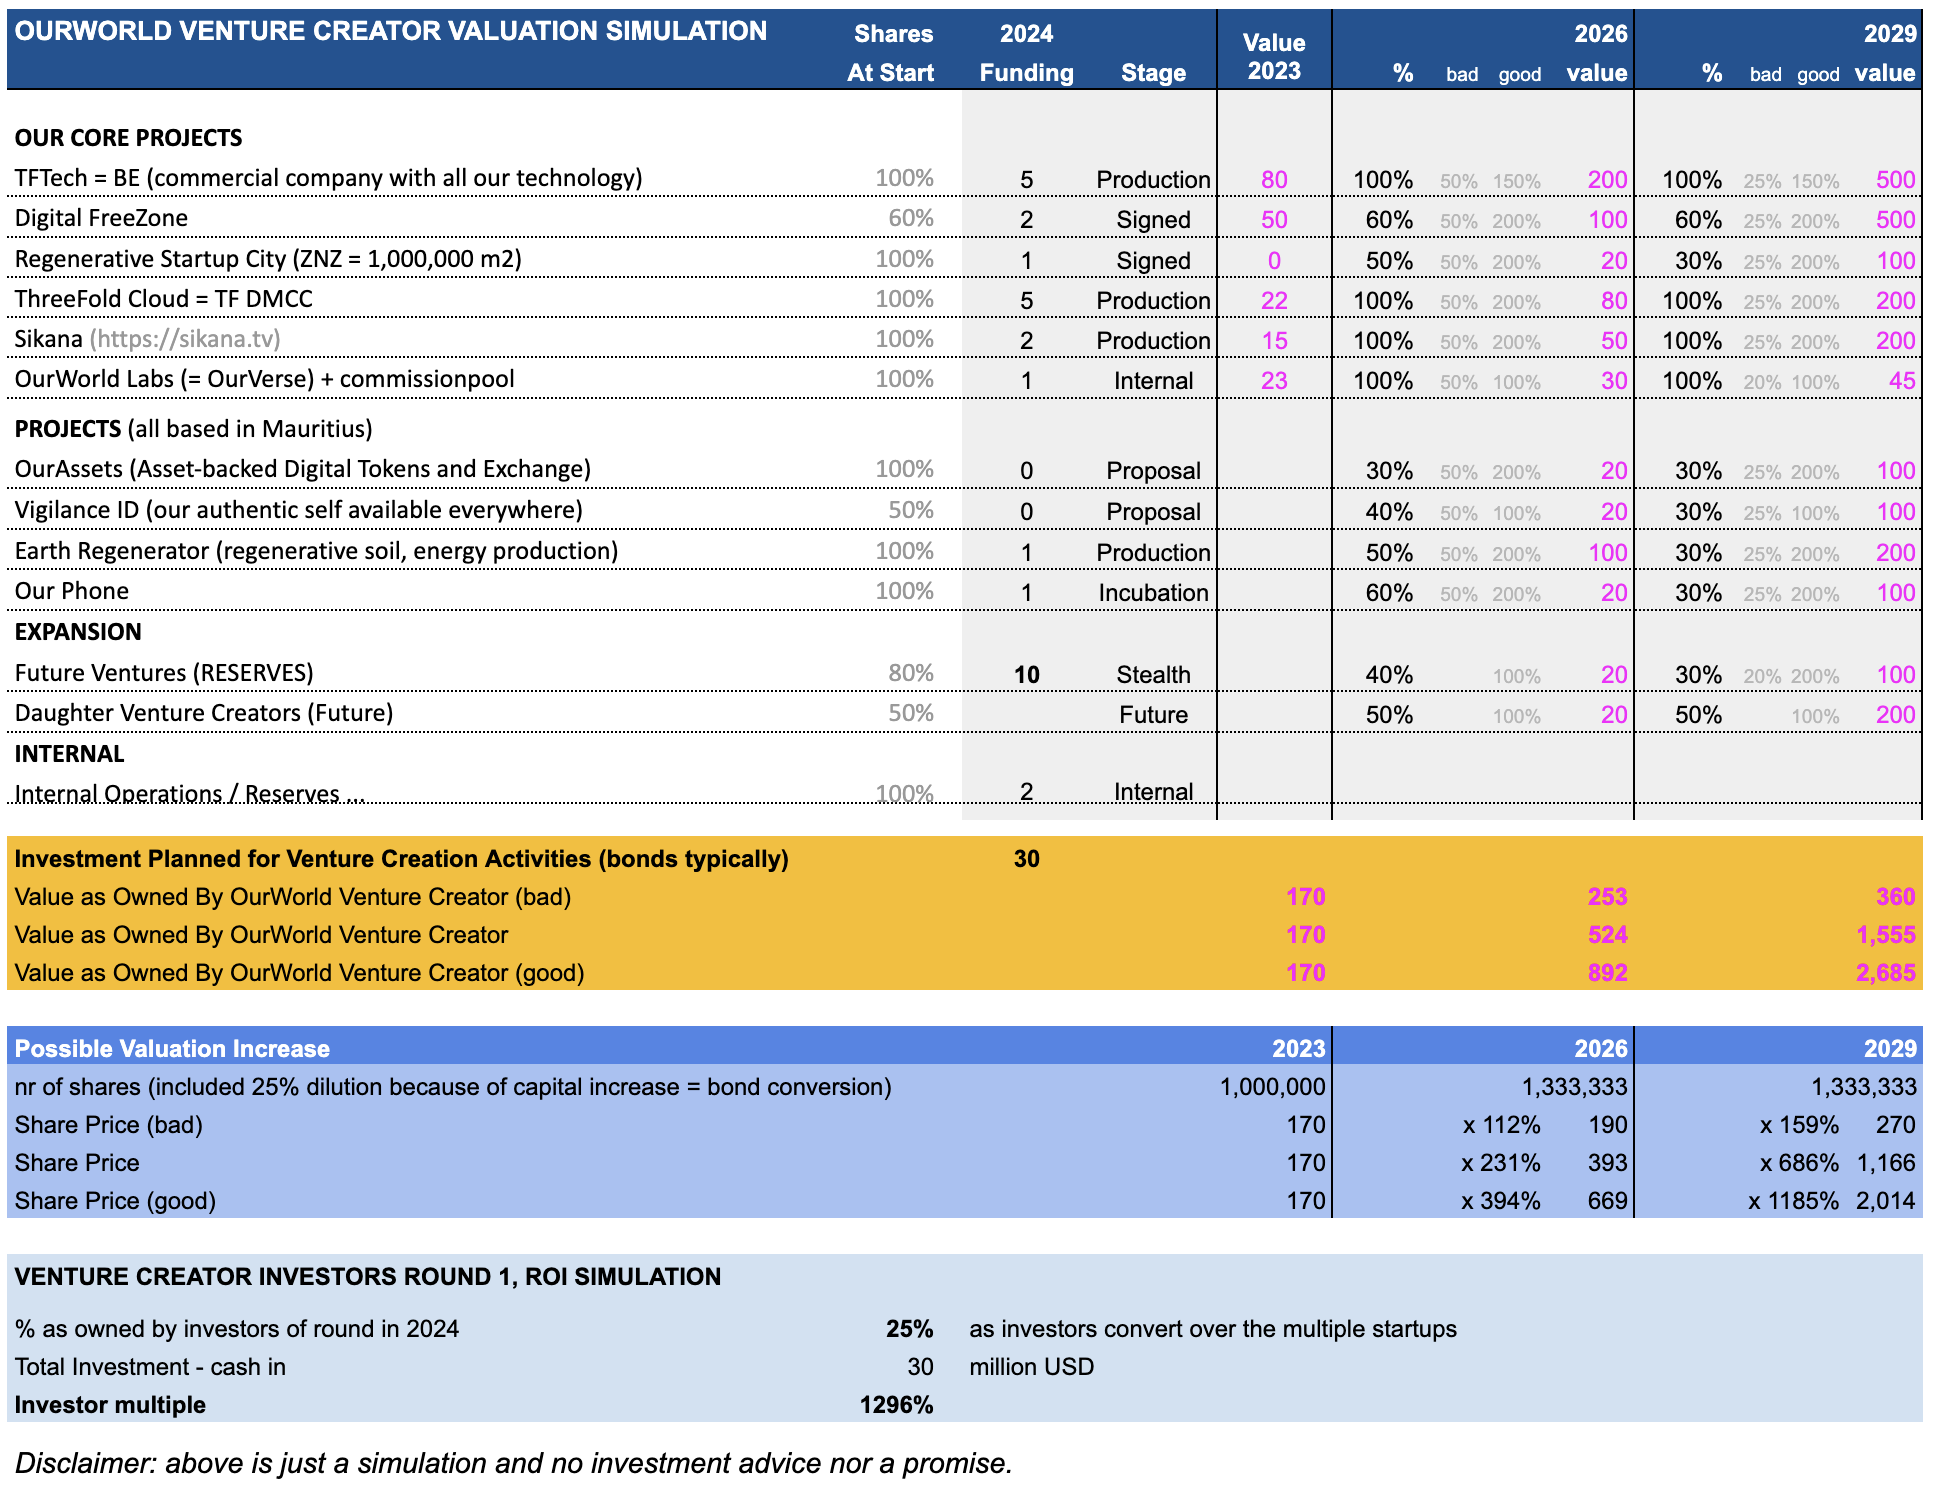 OURWORLD VENTURE CREATOR VALUATION SIMULATION Shares 2024 Value 2023 2026 2029
At Start Funding Stage % bad good value % bad good value
OUR CORE PROJECTS
TFTech = BE (commercial company with all our technology) 100% 5 Production 80 100% 50% 150% 200 100% 25% 150% 500
Digital FreeZone 60% 2 Signed 50 60% 50% 200% 100 60% 25% 200% 500
Regenerative Startup City (ZNZ = 1,000,000 m2) 100% 1 Signed 0 50% 50% 200% 20 30% 25% 200% 100
ThreeFold Cloud = TF DMCC 100% 5 Production 22 100% 50% 200% 80 100% 25% 200% 200
Sikana (https://sikana.tv) 100% 2 Production 15 100% 50% 200% 50 100% 25% 200% 200
OurWorld Labs (= OurVerse) + commissionpool 100% 1 Internal 23 100% 50% 100% 30 100% 20% 100% 45
PROJECTS (all based in Mauritius)
OurAssets (Asset-backed Digital Tokens and Exchange) 100% 0 Proposal 30% 50% 200% 20 30% 25% 200% 100
Vigilance ID (our authentic self available everywhere) 50% 0 Proposal 40% 50% 100% 20 30% 25% 100% 100
Earth Regenerator (regenerative soil, energy production) 100% 1 Production 50% 50% 200% 100 30% 25% 200% 200
Our Phone 100% 1 Incubation 60% 50% 200% 20 30% 25% 200% 100
EXPANSION
Future Ventures (RESERVES) 80% 10 Stealth 40% 100% 20 30% 20% 200% 100
Daughter Venture Creators (Future) 50% Future 50% 100% 20 50% 100% 200
INTERNAL
Internal Operations / Reserves ... 100% 2 Internal
Investment Planned for Venture Creation Activities (bonds typically) 30
Value as Owned By OurWorld Venture Creator (bad) 170 253 360
Value as Owned By OurWorld Venture Creator 170 524 1,555
Value as Owned By OurWorld Venture Creator (good) 170 892 2,685
Possible Valuation Increase 2023 2026 2029
nr of shares (included 25% dilution because of capital increase = bond conversion) 1,000,000 1,333,333 1,333,333
Share Price (bad) 170 x 112% 190 x 159% 270
Share Price 170 x 231% 393 x 686% 1,166
Share Price (good) 170 x 394% 669 x 1185% 2,014
VENTURE CREATOR INVESTORS ROUND 1, ROI SIMULATION
% as owned by investors of round in 2024 25% as investors convert over the multiple startups
Total Investment - cash in 30 million USD
Investor multiple 1296%
Disclaimer: above is just a simulation and no investment advice nor a promise.